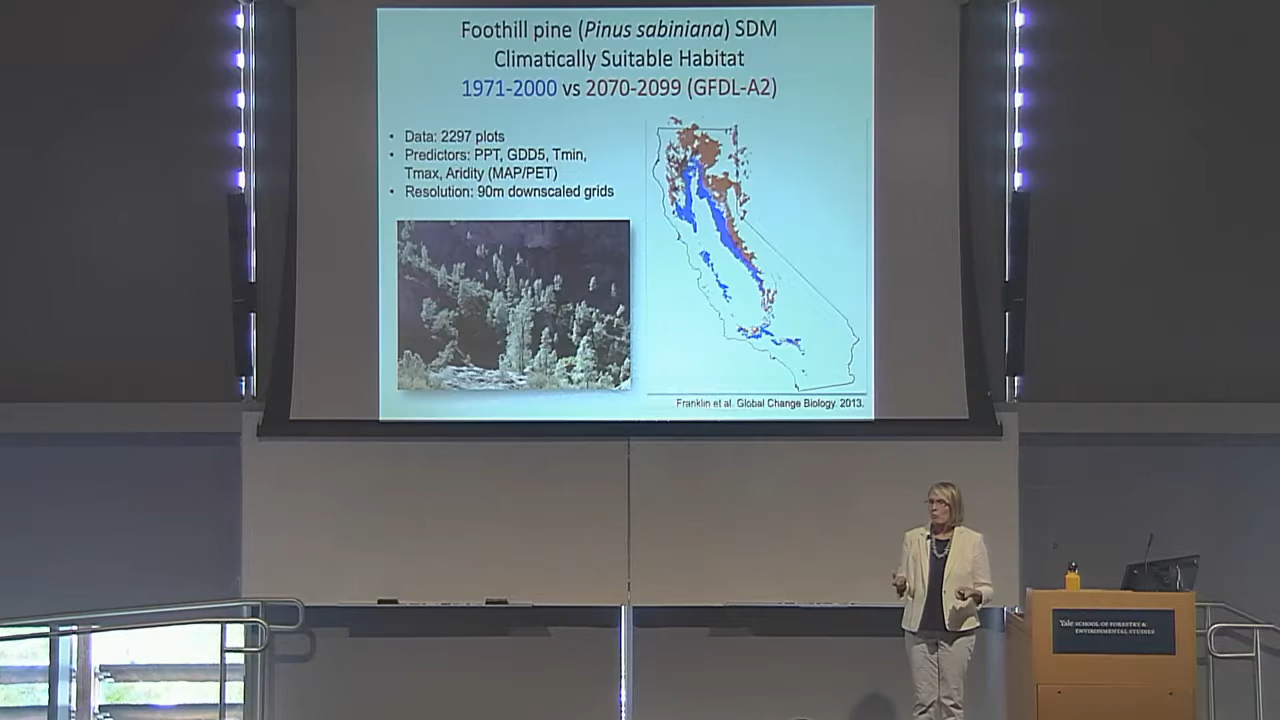 Foothill pine (Pinus sabiniana) SDM
Climatically Suitable Habitat
1971-2000 vs 2070-2099 (GFDL-A2)
• Data: 2297 plots
• Predictors: PPT, GDD5, Tmin,
Tmax, Aridity (MAP/PET)
• Resolution: 90m downscaled grids
Franklin et al. Global Change Biology. 2013.
Yale SCHOOL OF FORESTRY &
ENVIRONMENTAL STUDIES